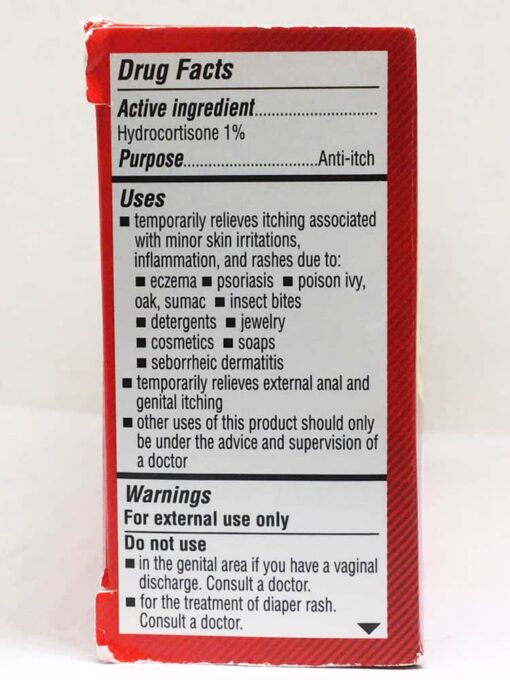 Drug Facts
Active ingredient..............................
Hydrocortisone 1%
Purpose.................................Anti-itch
Uses
■ temporarily relieves itching associated
with minor skin irritations,
inflammation, and rashes due to:
■ eczema ■ psoriasis ■ poison ivy,
oak, sumac ■ insect bites
■ detergents ■ jewelry
■ cosmetics ■ soaps
■ seborrheic dermatitis
■ temporarily relieves external anal and
genital itching
■ other uses of this product should only
be under the advice and supervision of
a doctor
Warnings
For external use only
Do not use
■ in the genital area if you have a vaginal
discharge. Consult a doctor.
■ for the treatment of diaper rash.
Consult a doctor.